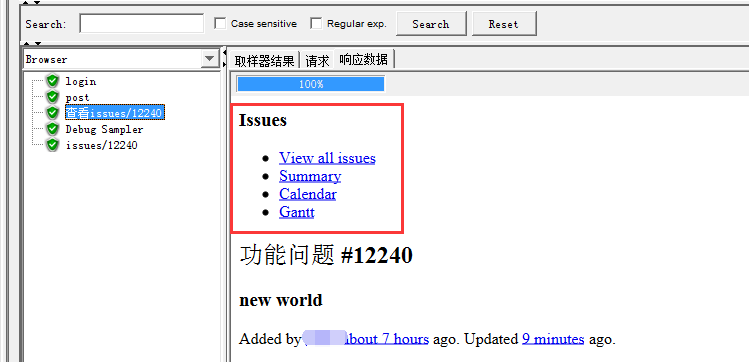 Search:
Case sensitive
Regular exp.
Search
Reset
Browser
login
post
查看issues/12240
Debug Sampler
issues/12240
取样器结果
请求
响应数据
100%
Issues
View all issues
Summary
Calendar
Gantt
功能问题 #12240
new world
Added by about 7 hours ago. Updated 9 minutes ago.